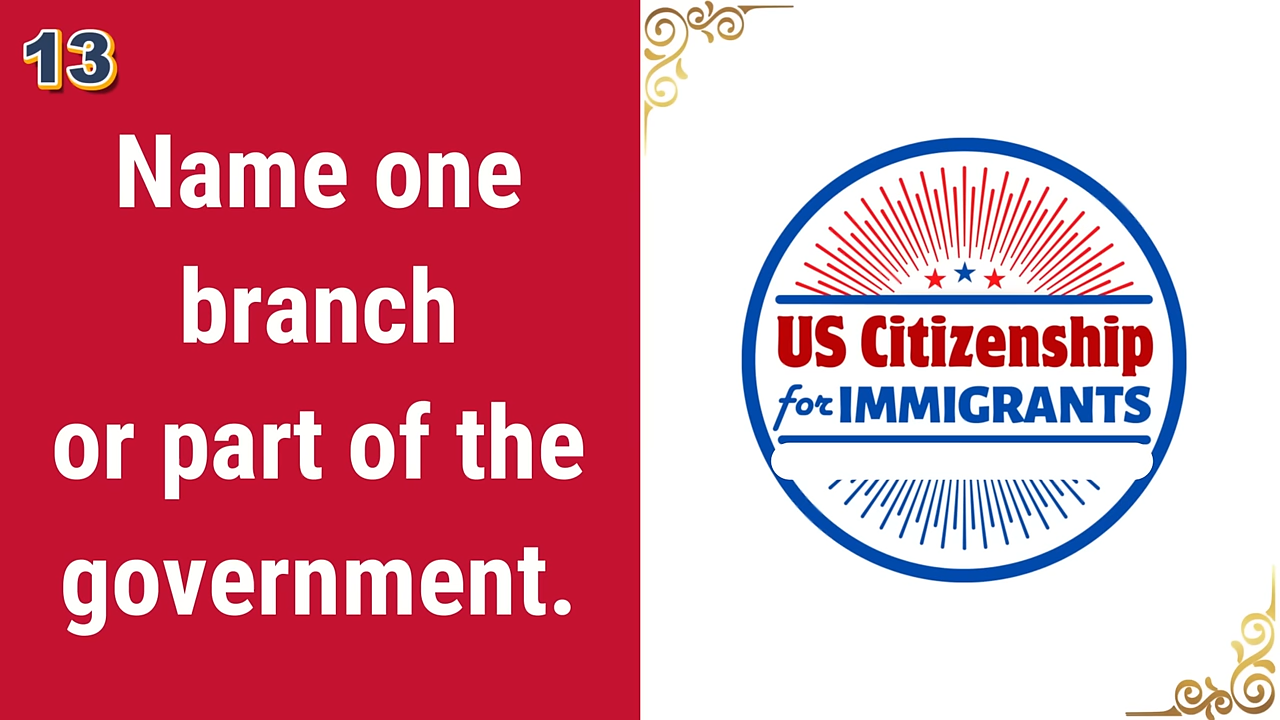 13
Name one
branch
or part of the
government.
US Citizenship
for IMMIGRANTS